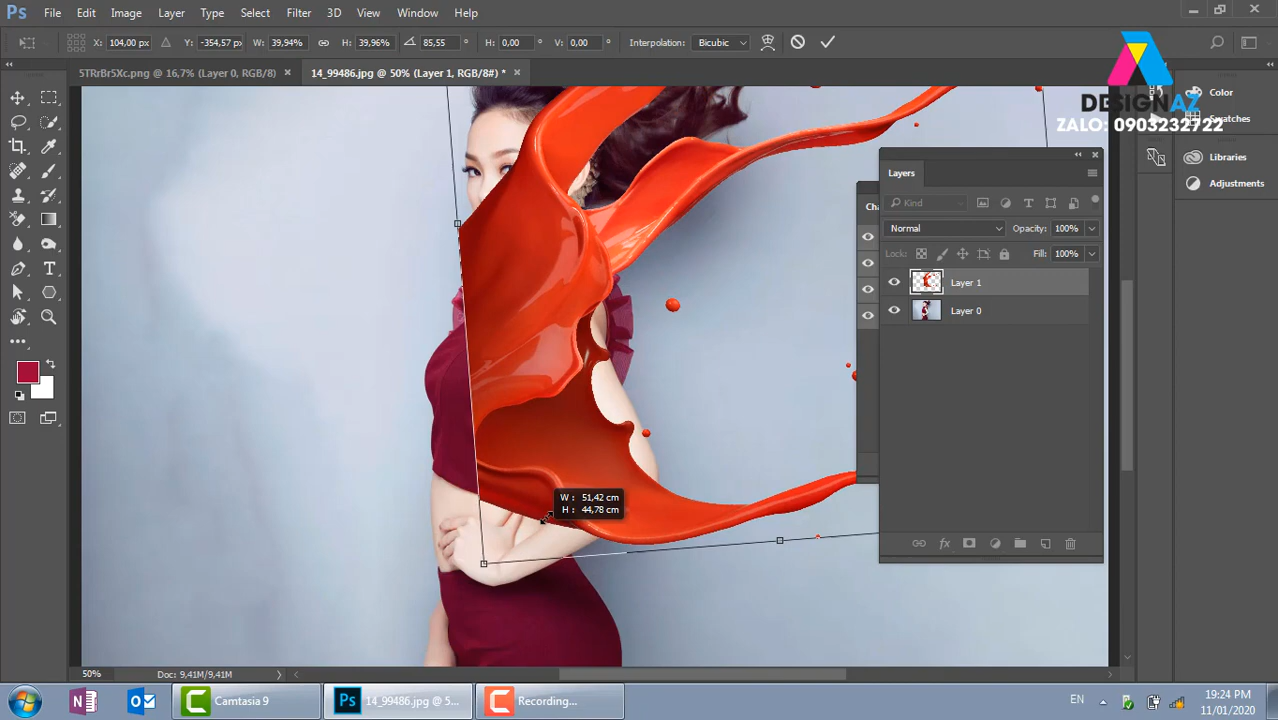 Ps File Edit Image Layer Type Select Filter 3D View Window Help
X: 104,00 px Y: -354,57 px W: 39,94% H: 39,96% 85,55 ° H: 0,00 ° V: 0,00 ° Interpolation: Bicubic
5TRrBrSXc.png @ 16,7% (Layer 0, RGB/8) × 14_99486.jpg @ 50% (Layer 1, RGB/8#) * ×
DESIGNAZ
ZALO: 0903232722
Color
Swatches
Libraries
Adjustments
Layers
Kind
Normal Opacity: 100%
Lock: Fill: 100%
Layer 1
Layer 0
W : 51,42 cm
H : 44,78 cm
50% Doc: 9,41M/9,41M
Camtasia 9
Ps 14_99486.jpg @ 5...
Recording...
EN
19:24 PM
11/01/2020